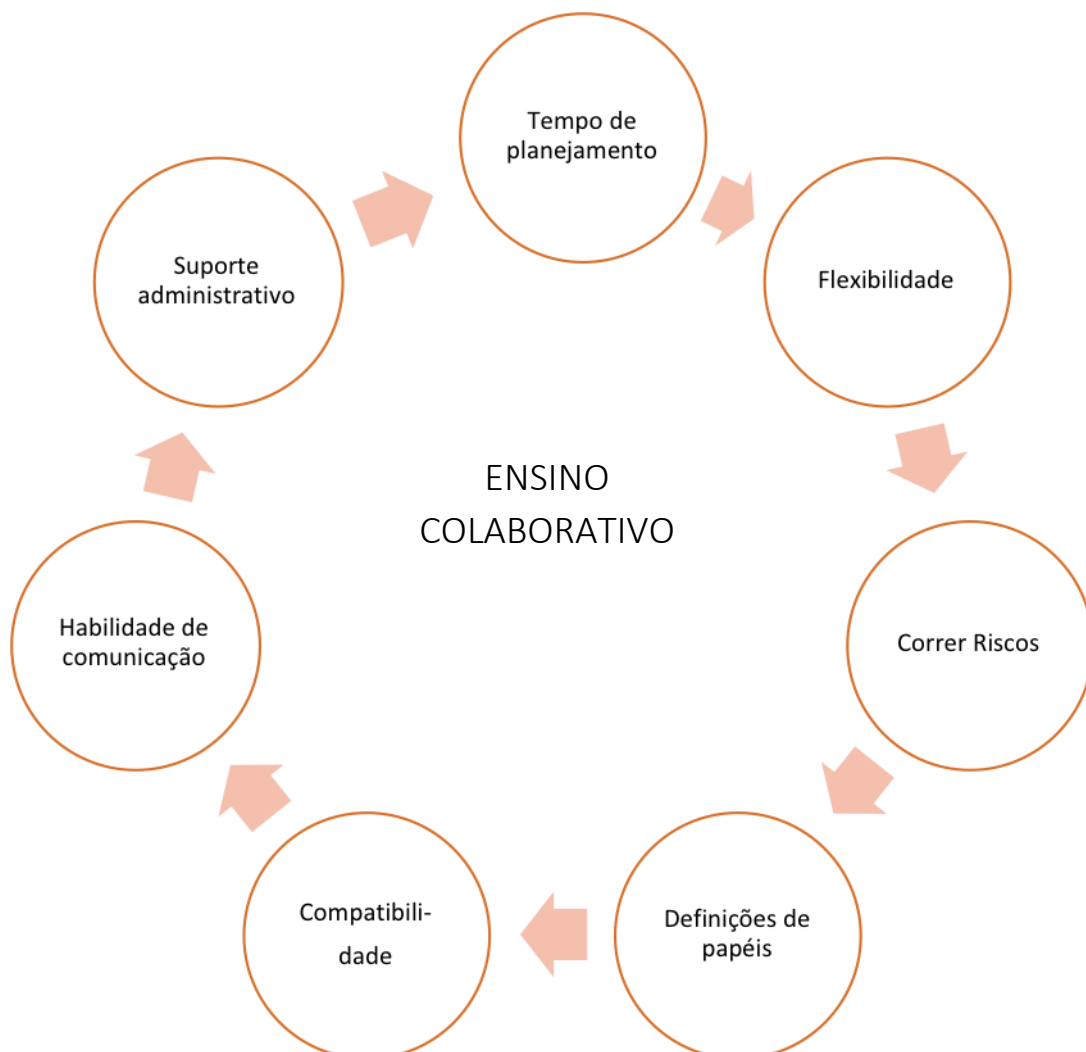 Tempo de
planejamento
Flexibilidade
Correr Riscos
Definições de
papéis
Compatibili-
dade
Habilidade de
comunicação
Suporte
administrativo
ENSINO
COLABORATIVO